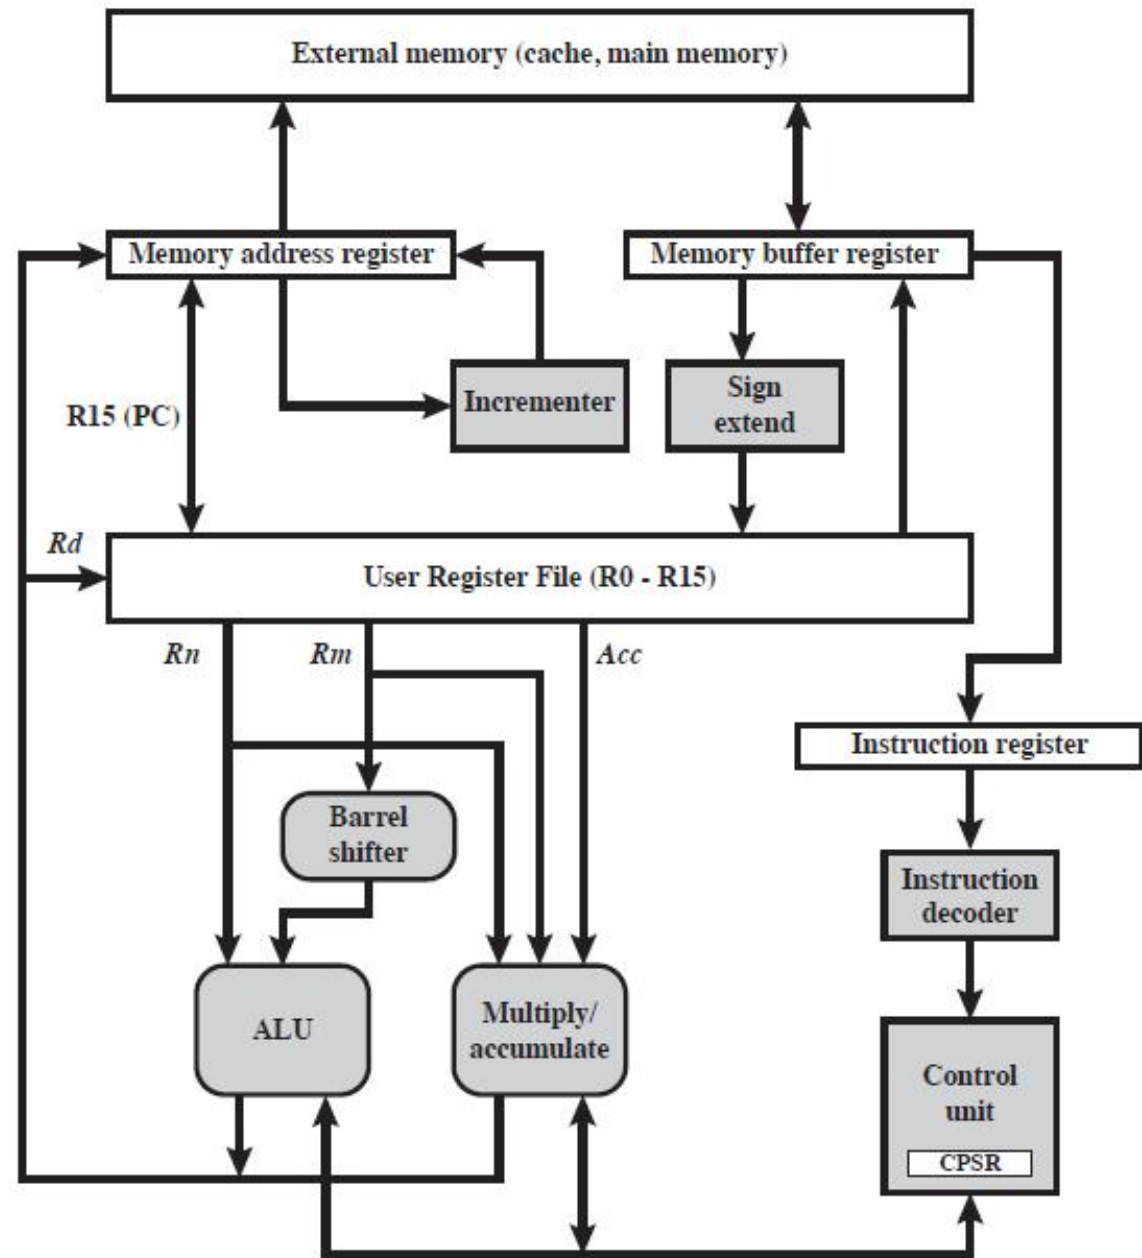 External memory (cache, main memory)
Memory address register
Memory buffer register
Incrementer
Sign
extend
R15 (PC)
Rd
User Register File (R0 - R15)
Rn
Rm
Acc
Instruction register
Barrel
shifter
Instruction
decoder
ALU
Multiply/
accumulate
Control
unit
CPSR